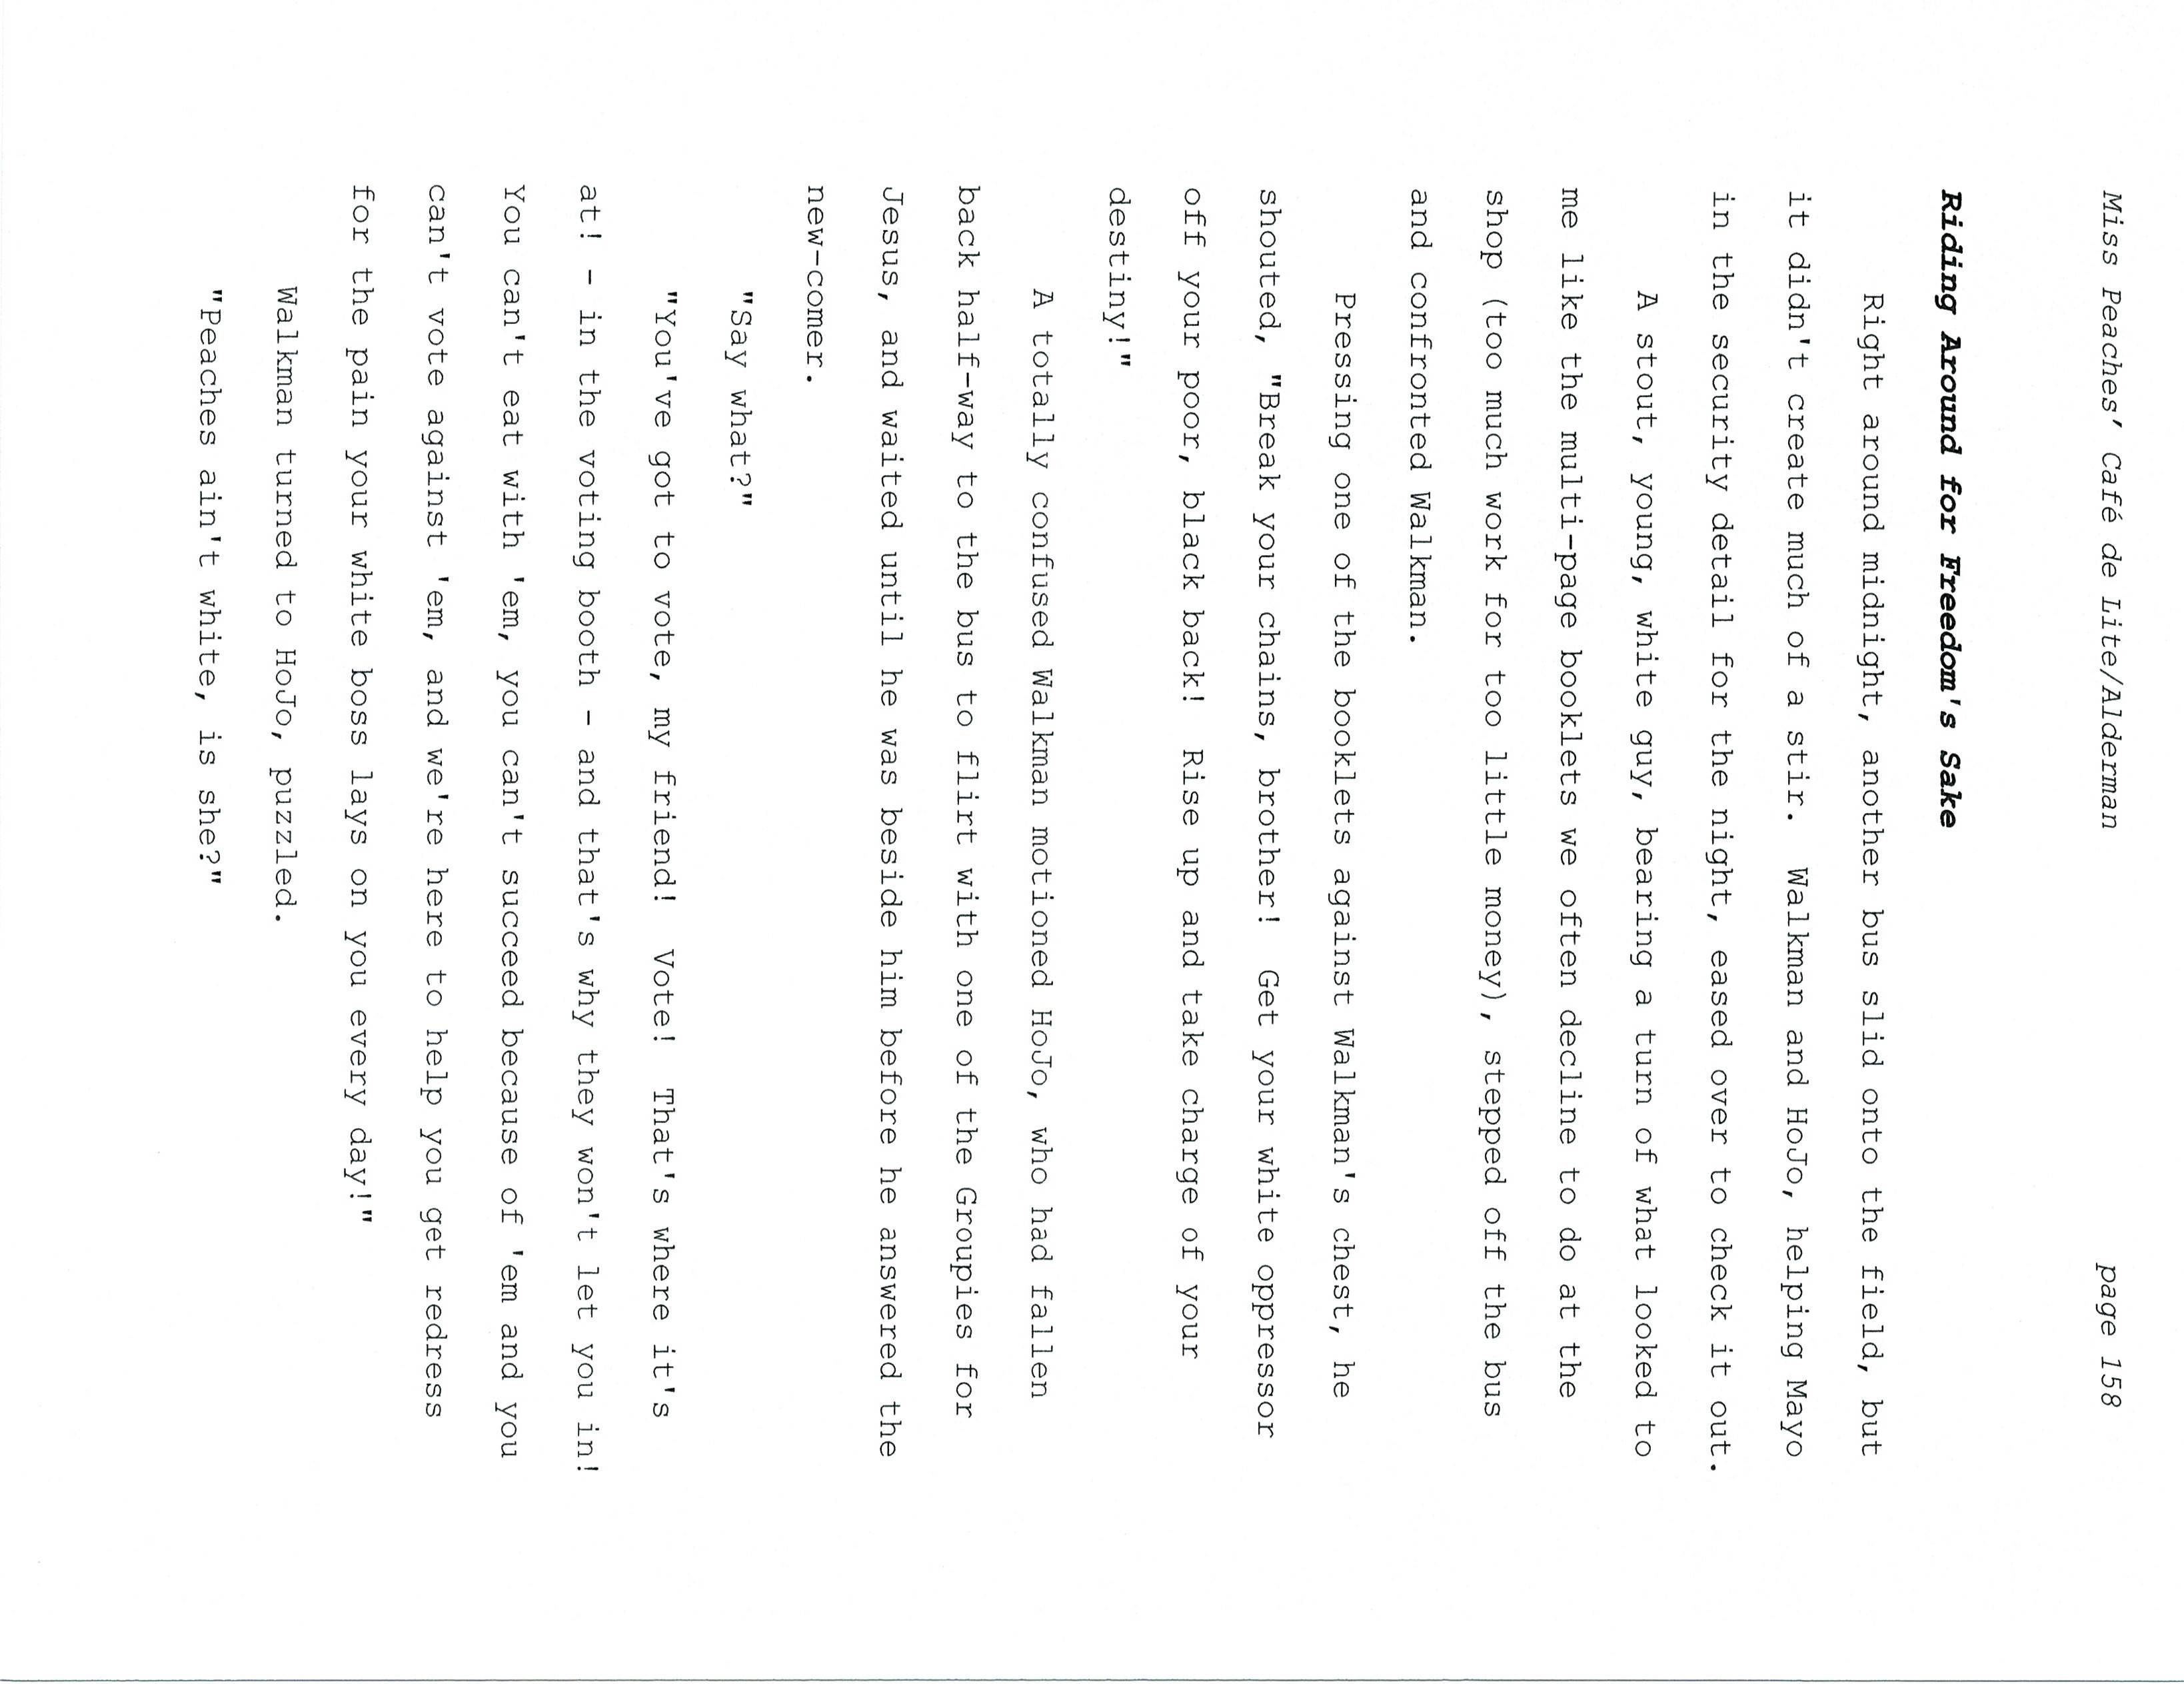 Miss Peaches' Café de Lite/Alderman page 158
Riding Around for Freedom's Sake
Right around midnight, another bus slid onto the field, but
it didn't create much of a stir.  Walkman and HoJo, helping Mayo
in the security detail for the night, eased over to check it out.
A stout, young, white guy, bearing a turn of what looked to
me like the multi-page booklets we often decline to do at the
shop (too much work for too little money), stepped off the bus
and confronted Walkman.
Pressing one of the booklets against Walkman's chest, he
shouted, "Break your chains, brother!  Get your white oppressor
off your poor, black back!  Rise up and take charge of your
destiny!"
A totally confused Walkman motioned HoJo, who had fallen
back half-way to the bus to flirt with one of the Groupies for
Jesus, and waited until he was beside him before he answered the
new-comer.
"Say what?"
"You've got to vote, my friend!  Vote!  That's where it's
at! - in the voting booth - and that's why they won't let you in!
You can't eat with 'em, you can't succeed because of 'em and you
can't vote against 'em, and we're here to help you get redress
for the pain your white boss lays on you every day!"
Walkman turned to HoJo, puzzled.
"Peaches ain't white, is she?"